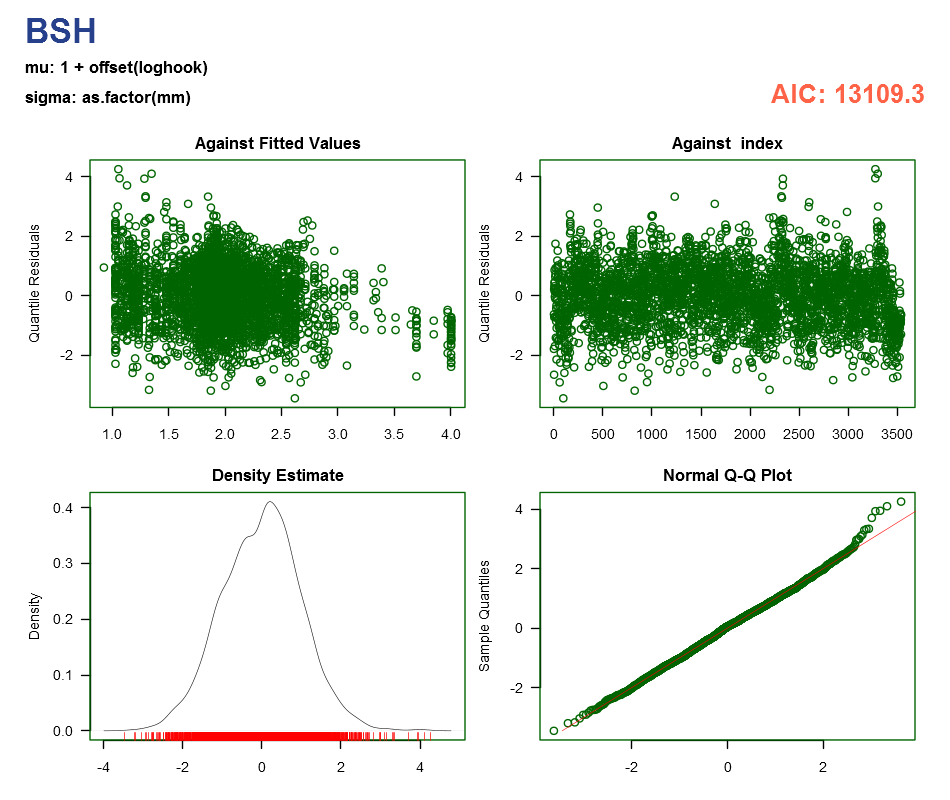 BSH
mu: 1 + offset(loghook)
sigma: as.factor(mm)
AIC: 13109.3
Against Fitted Values
Quantile Residuals
4
2
0
-2
1.0 1.5 2.0 2.5 3.0 3.5 4.0
Against index
Quantile Residuals
4
2
0
-2
0 500 1000 1500 2000 2500 3000 3500
Density Estimate
Density
0.4
0.3
0.2
0.1
0.0
-4 -2 0 2 4
Normal Q-Q Plot
Sample Quantiles
4
2
0
-2
-2 0 2